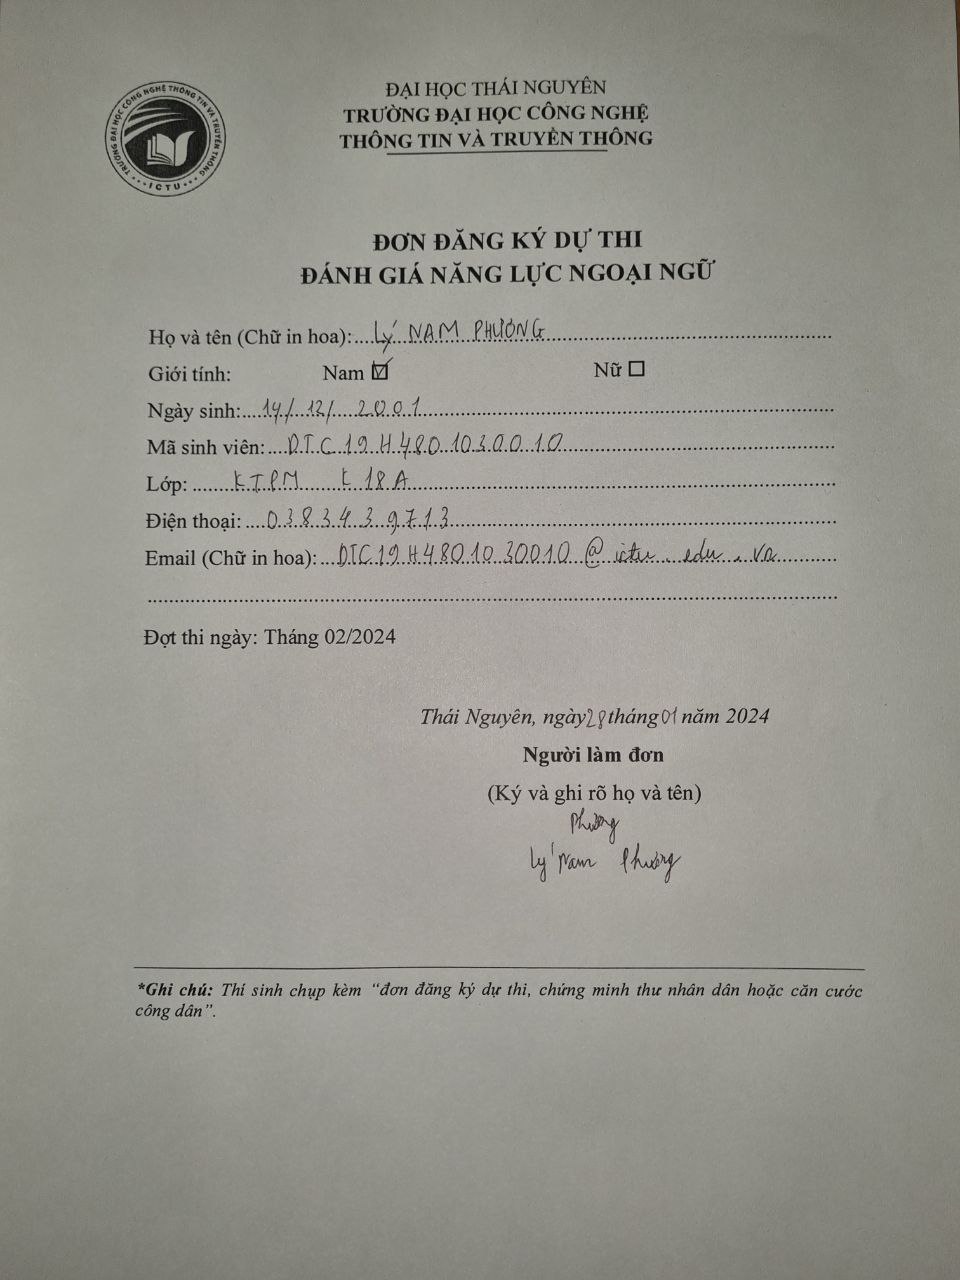 TRƯỜNG ĐẠI HỌC CÔNG NGHỆ THÔNG TIN VÀ TRUYỀN THÔNG
ICTU
ĐẠI HỌC THÁI NGUYÊN
TRƯỜNG ĐẠI HỌC CÔNG NGHỆ
THÔNG TIN VÀ TRUYỀN THÔNG
ĐƠN ĐĂNG KÝ DỰ THI
ĐÁNH GIÁ NĂNG LỰC NGOẠI NGỮ
Họ và tên (Chữ in hoa): LÝ NAM PHƯƠNG
Giới tính: Nam ☑ Nữ ☐
Ngày sinh: 14/12/2001
Mã sinh viên: DTC19H4801030010
Lớp: KTPM K18A
Điện thoại: 0383439713
Email (Chữ in hoa): DTC19H4801030010@ictu.edu.vn
Đợt thi ngày: Tháng 02/2024
Thái Nguyên, ngày 28 tháng 01 năm 2024
Người làm đơn
(Ký và ghi rõ họ và tên)
Phương
Lý Nam Phương
*Ghi chú: Thí sinh chụp kèm “đơn đăng ký dự thi, chứng minh thư nhân dân hoặc căn cước
công dân”.